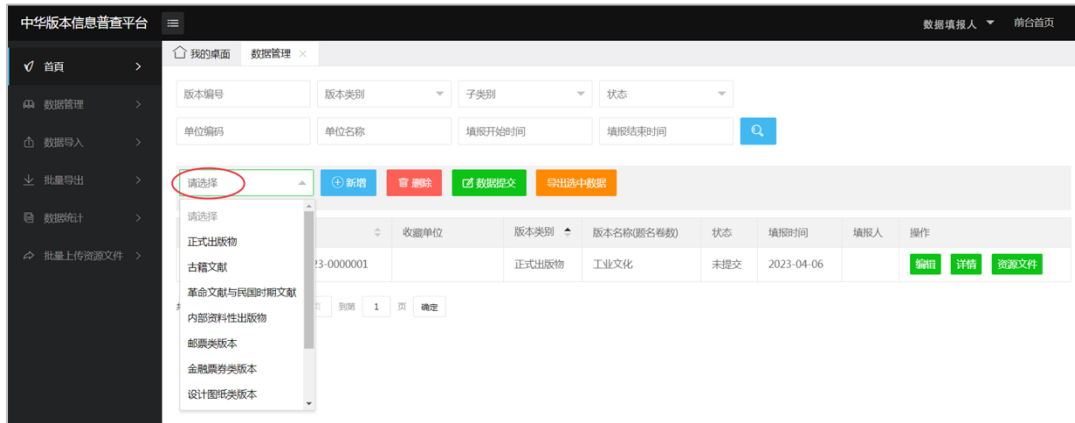 中华版本信息普查平台
数据填报人 前台首页
我的桌面 数据管理
首頁
数据管理
数据导入
批量导出
数据统计
批量上传资源文件
版本编号 版本类别 子类别 状态
单位编码 单位名称 填报开始时间 填报结束时间
请选择 新增 删除 数据提交 导出选中数据
请选择
正式出版物
古籍文献
革命文献与民国时期文献
内部资料性出版物
邮票类版本
金融票券类版本
设计图纸类版本
收藏单位 版本类别 版本名称(题名卷数) 状态 填报时间 填报人 操作
23-0000001 正式出版物 工业文化 未提交 2023-04-06 编辑 详情 资源文件
到第 1 页 确定